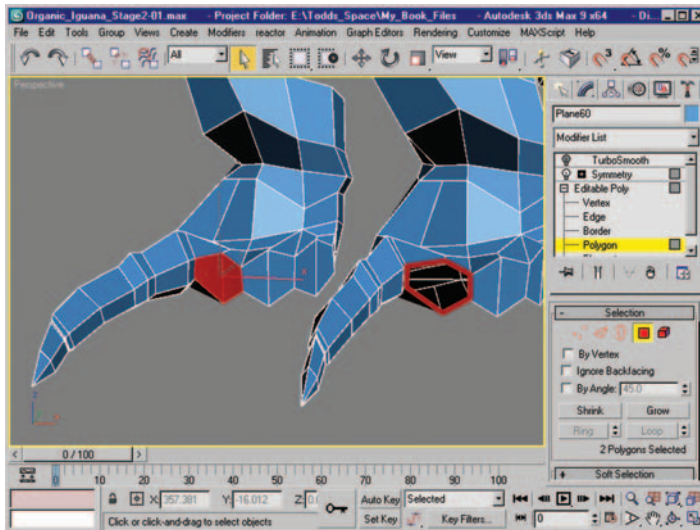 Organic_Iguana_Stage2-01.max - Project Folder: E:\Todds_Space\My_Book_Files - Autodesk 3ds Max 9 x64 - Di...
File Edit Tools Group Views Create Modifiers reactor Animation Graph Editors Rendering Customize MAXScript Help
All View 3
Perspective
Plane60
Modifier List
TurboSmooth
Symmetry
Editable Poly
Vertex
Edge
Border
Polygon
Selection
By Vertex
Ignore Backfacing
By Angle: 45.0
Shrink Grow
Ring Loop
2 Polygons Selected
Soft Selection
x
z
0 / 100
0 10 20 30 40 50 60 70 80 90 100
X: 357.381 Y: -16.012 Z:
Auto Key Selected
Click or click-and-drag to select objects
Set Key Key Filters... 0